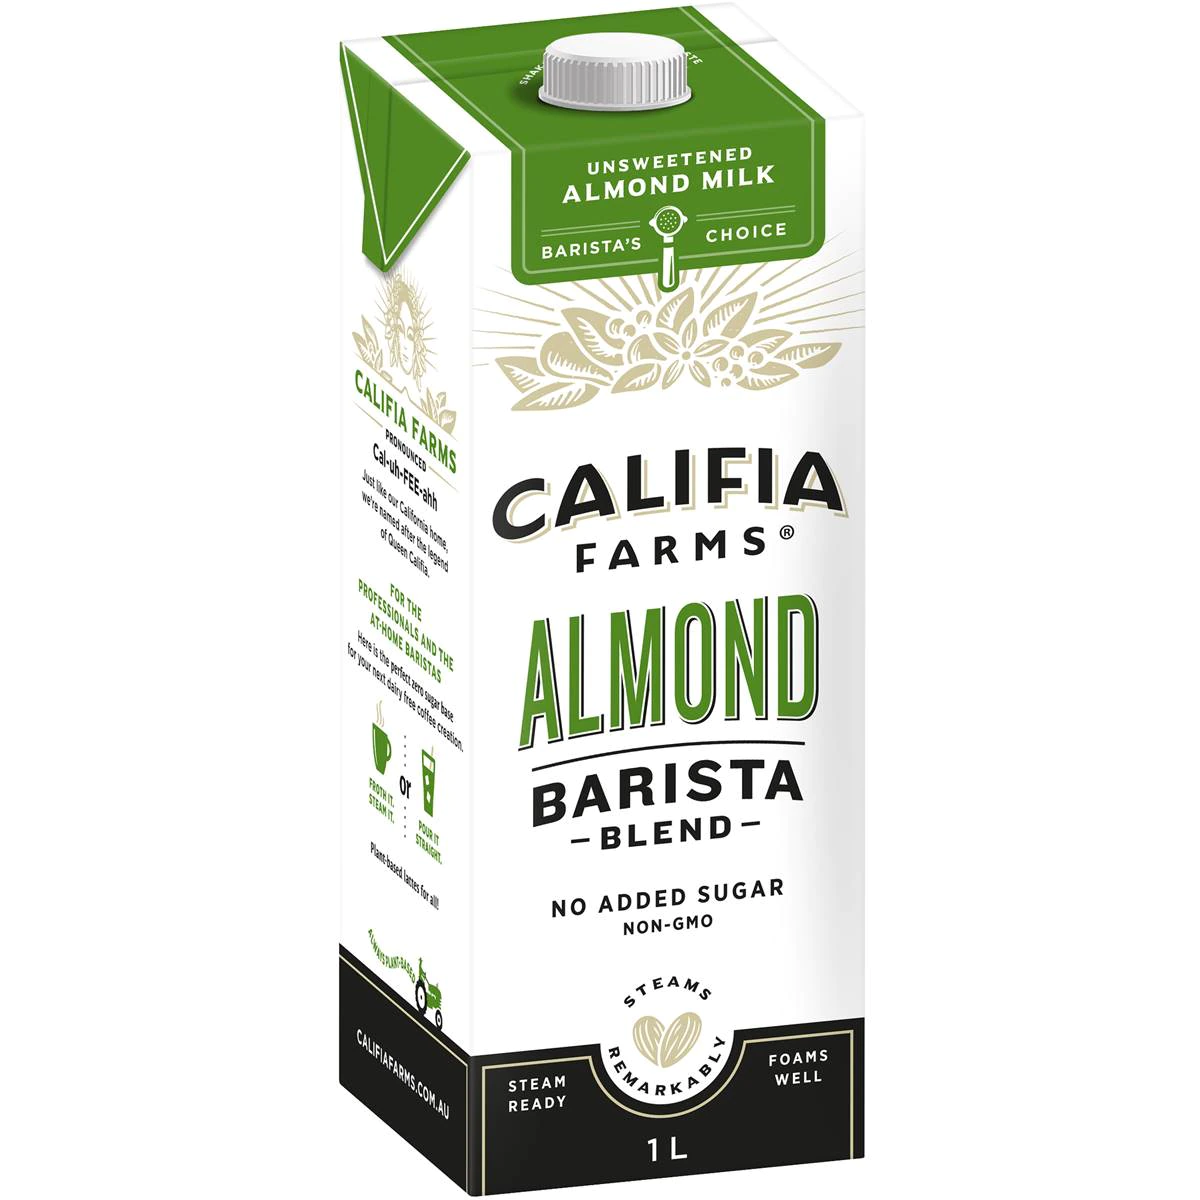 UNSWEETENED
ALMOND MILK
BARISTA'S CHOICE
CALIFIA
FARMS®
ALMOND
BARISTA
–BLEND–
NO ADDED SUGAR
NON-GMO
STEAMS
REMARKABLY
STEAM
READY
FOAMS
WELL
1 L
CALIFIA FARMS
PRONOUNCED
Cal-uh-FEE-ahh
Just like our California home,
we're named after the legend
of Queen Califia.
FOR THE
PROFESSIONALS AND THE
AT-HOME BARISTAS
Here is the perfect zero sugar base
for your next dairy free coffee creation.
FROTH IT.
STEAM IT.
or
POUR IT
STRAIGHT.
Plant-based lattes for all!
ALWAYS PLANT-BASED
CALIFIAFARMS.COM.AU